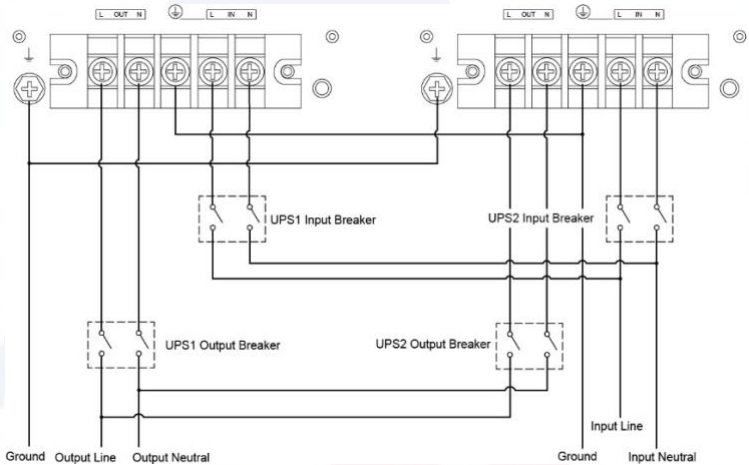 L OUT N L IN N L OUT N L IN N
UPS1 Input Breaker UPS2 Input Breaker
UPS1 Output Breaker UPS2 Output Breaker
Input Line
Ground Output Line Output Neutral Ground Input Neutral